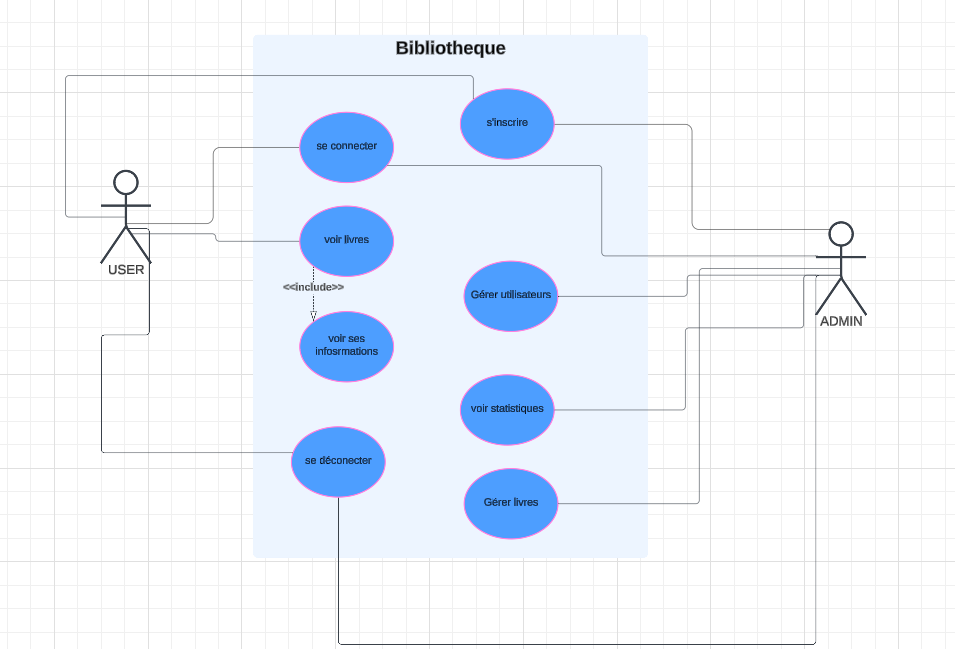 Bibliotheque
s'inscrire
se connecter
voir livres
USER
<<include>>
Gérer utilisateurs
ADMIN
voir ses
infosrmations
voir statistiques
se déconecter
Gérer livres